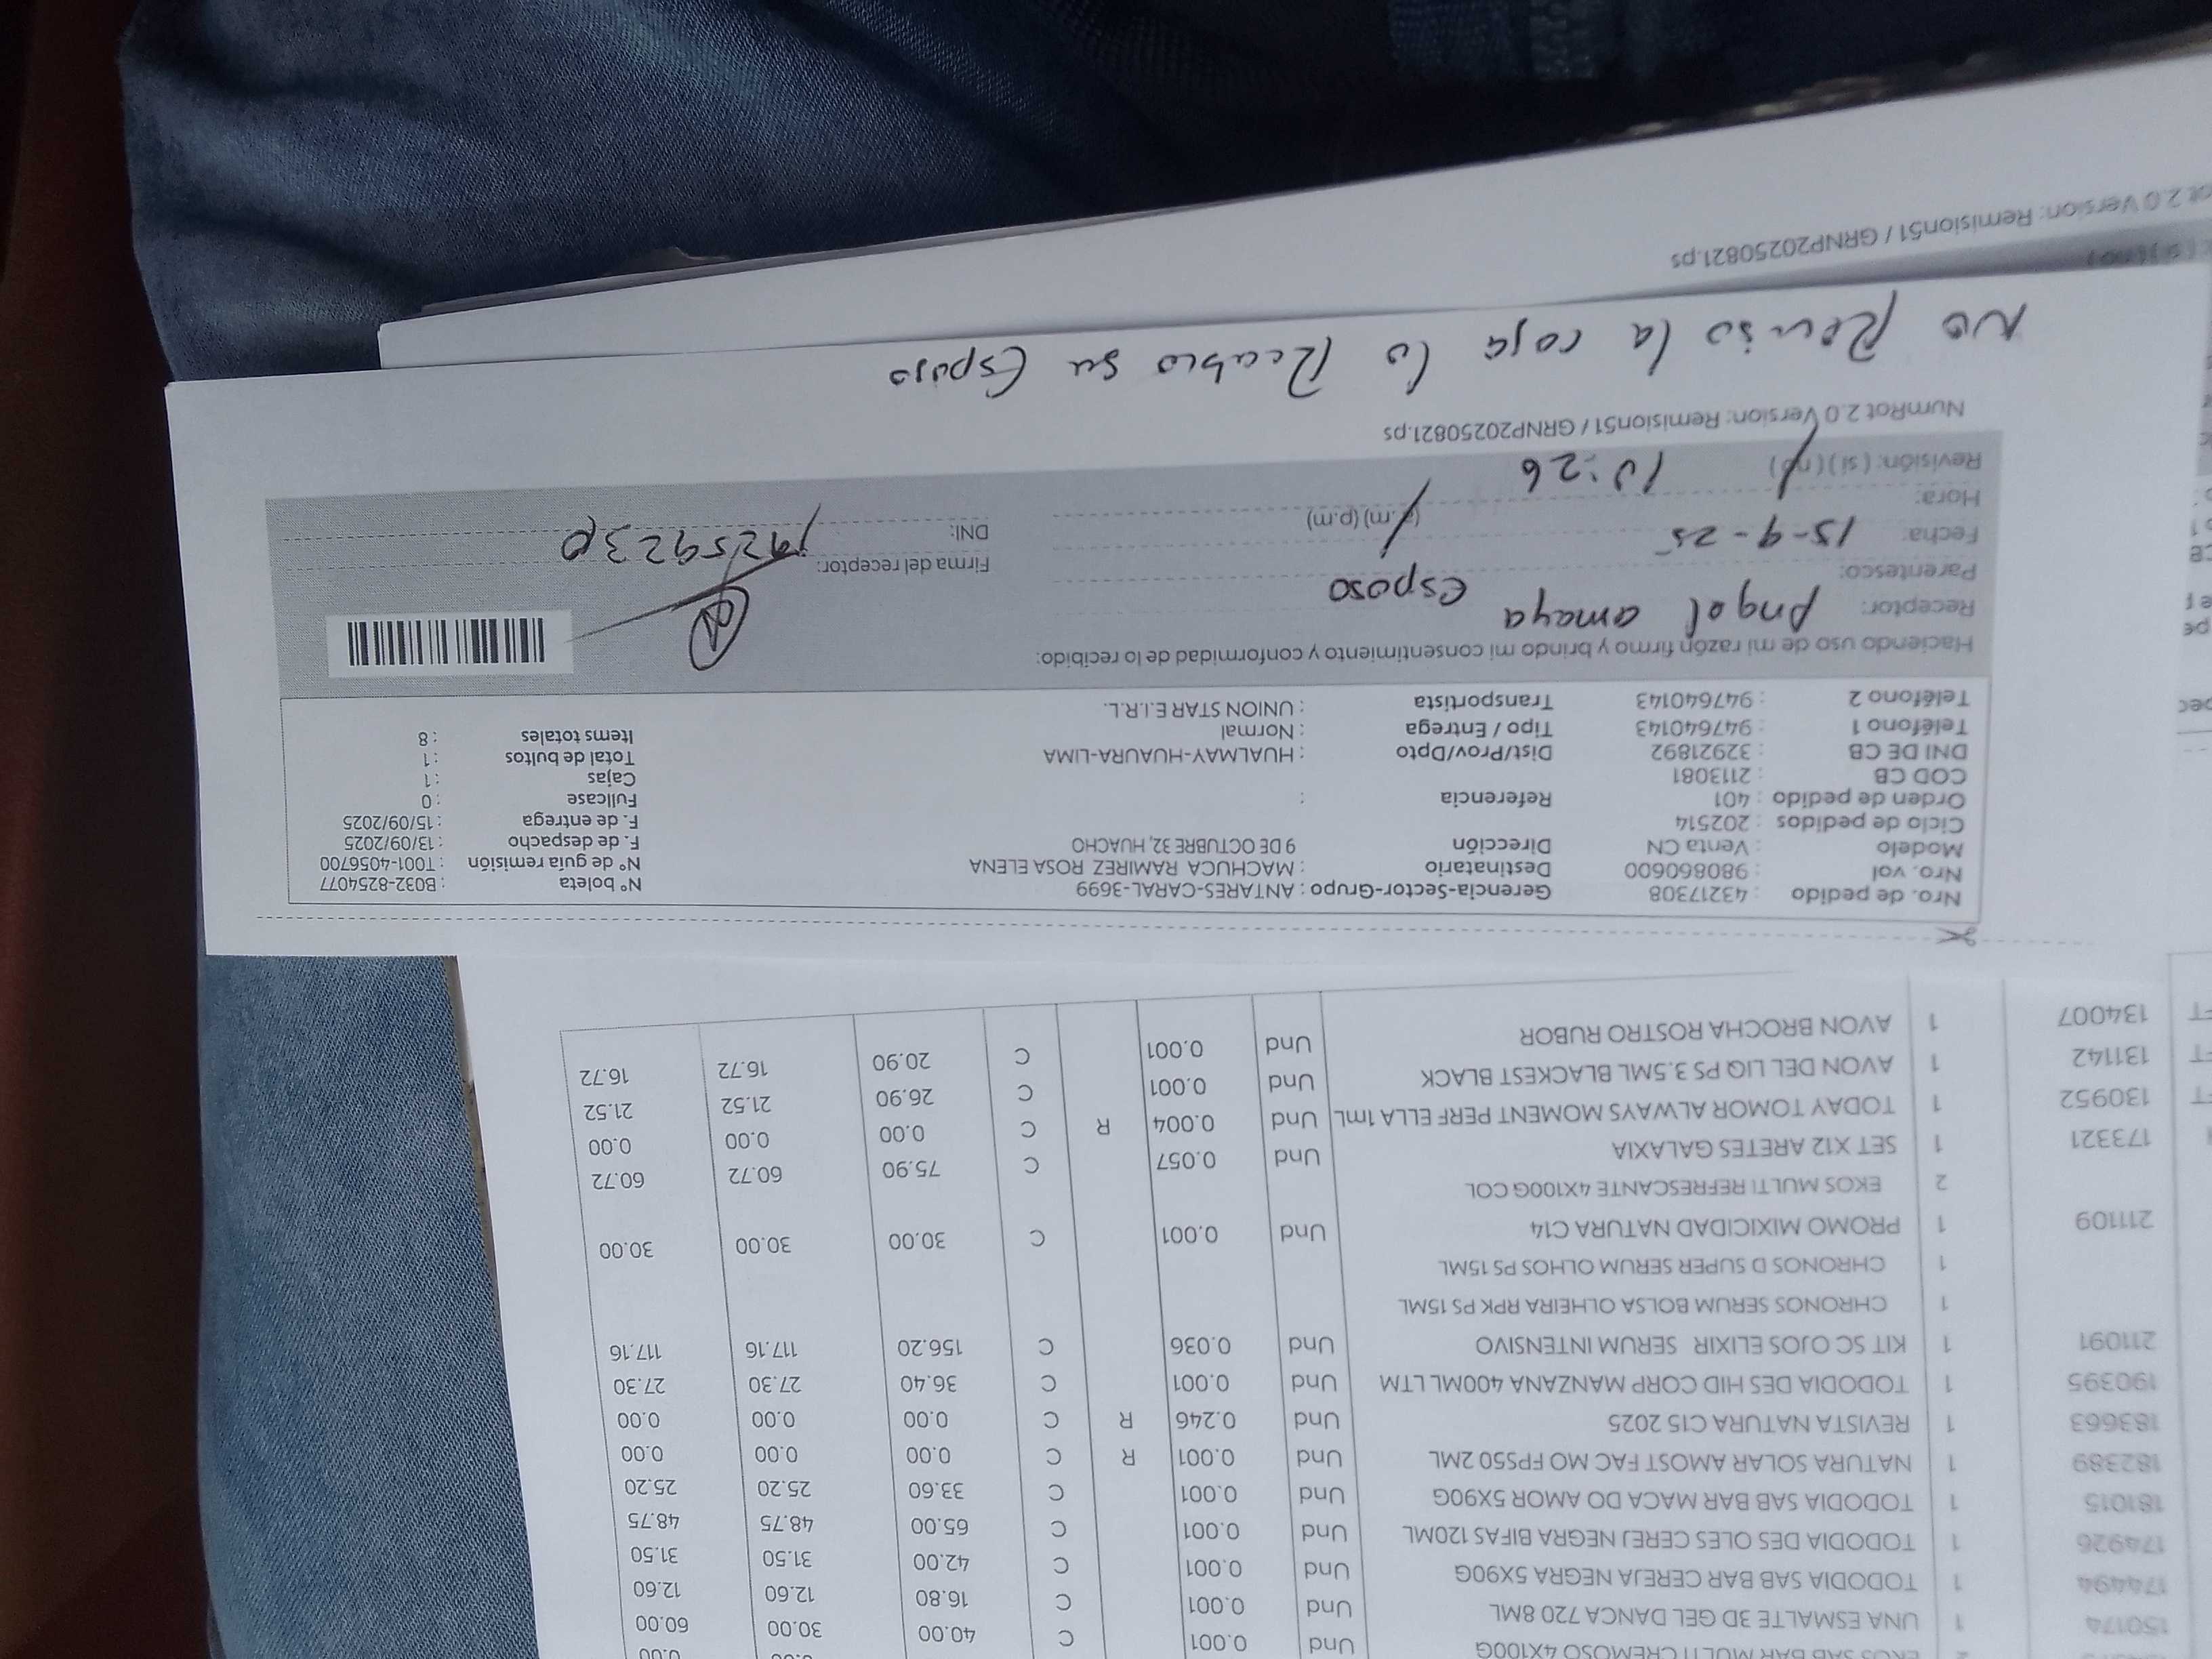 EKOS SAB BAR MULTI CREMOSO 4X100G Und 0.001 C 40.00 30.00 60.00
150174 1 UNA ESMALTE 3D GEL DANCA 720 8ML Und 0.001 C 16.80 12.60 12.60
174494 1 TODODIA SAB BAR CEREJA NEGRA 5X90G Und 0.001 C 42.00 31.50 31.50
174926 1 TODODIA DES OLES CEREJ NEGRA BIFAS 120ML Und 0.001 C 65.00 48.75 48.75
181015 1 TODODIA SAB BAR MACA DO AMOR 5X90G Und 0.001 C 33.60 25.20 25.20
182389 1 NATURA SOLAR AMOST FAC MO FPS50 2ML Und 0.001 R C 0.00 0.00 0.00
183663 1 REVISTA NATURA C15 2025 Und 0.246 R C 0.00 0.00 0.00
190395 1 TODODIA DES HID CORP MANZANA 400ML LTM Und 0.001 C 36.40 27.30 27.30
211091 1 KIT SC OJOS ELIXIR SERUM INTENSIVO Und 0.036 C 156.20 117.16 117.16
1 CHRONOS SERUM BOLSA OLHEIRA RPK PS 15ML
1 CHRONOS D SUPER SERUM OLHOS PS 15ML
211109 1 PROMO MIXICIDAD NATURA C14 Und 0.001 C 30.00 30.00 30.00
2 EKOS MULTI REFRESCANTE 4X100G COL
173321 1 SET X12 ARETES GALAXIA Und 0.057 C 75.90 60.72 60.72
130952 1 TODAY TOMOR ALWAYS MOMENT PERF ELLA 1mL Und 0.004 R C 0.00 0.00 0.00
131142 1 AVON DEL LIQ PS 3.5ML BLACKEST BLACK Und 0.001 C 26.90 21.52 21.52
134007 1 AVON BROCHA ROSTRO RUBOR Und 0.001 C 20.90 16.72 16.72
Nro. de pedido : 43217308 Gerencia-Sector-Grupo : ANTARES-CARAL-3699 N° boleta : B032-8254077
Nro. vol : 980860600 Destinatario : MACHUCA RAMIREZ ROSA ELENA N° de guía remisión : T001-4056700
Modelo : Venta CN Dirección 9 DE OCTUBRE 32, HUACHO F. de despacho : 13/09/2025
Ciclo de pedidos : 202514 F. de entrega : 15/09/2025
Orden de pedido : 401 Referencia : Fullcase : 0
COD CB : 2113081 Cajas : 1
DNI DE CB : 32921892 Dist/Prov/Dpto : HUALMAY-HUAURA-LIMA Total de bultos : 1
Teléfono 1 : 947640143 Tipo / Entrega : Normal Items totales : 8
Teléfono 2 : 947640143 Transportista : UNION STAR E.I.R.L.
Haciendo uso de mi razón firmo y brindo mi consentimiento y conformidad de lo recibido:
Receptor: Angel amaya
Parentesco: esposo Firma del receptor:
Fecha: 15-9-25 DNI:
Hora: 10:26 (a.m) (p.m)
Revisión: (si) (no)
NumRot 2.0 Version: Remision51 / GRNP20250821.ps
No Reviso la caja lo Recibio su Esposo
ot 2.0 Version: Remision51 / GRNP20250821.ps